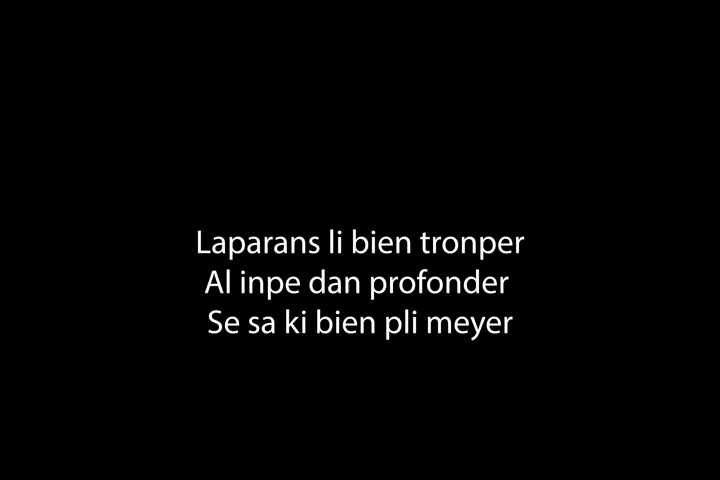 Laparans li bien tronper
Al inpe dan profonder
Se sa ki bien pli meyer